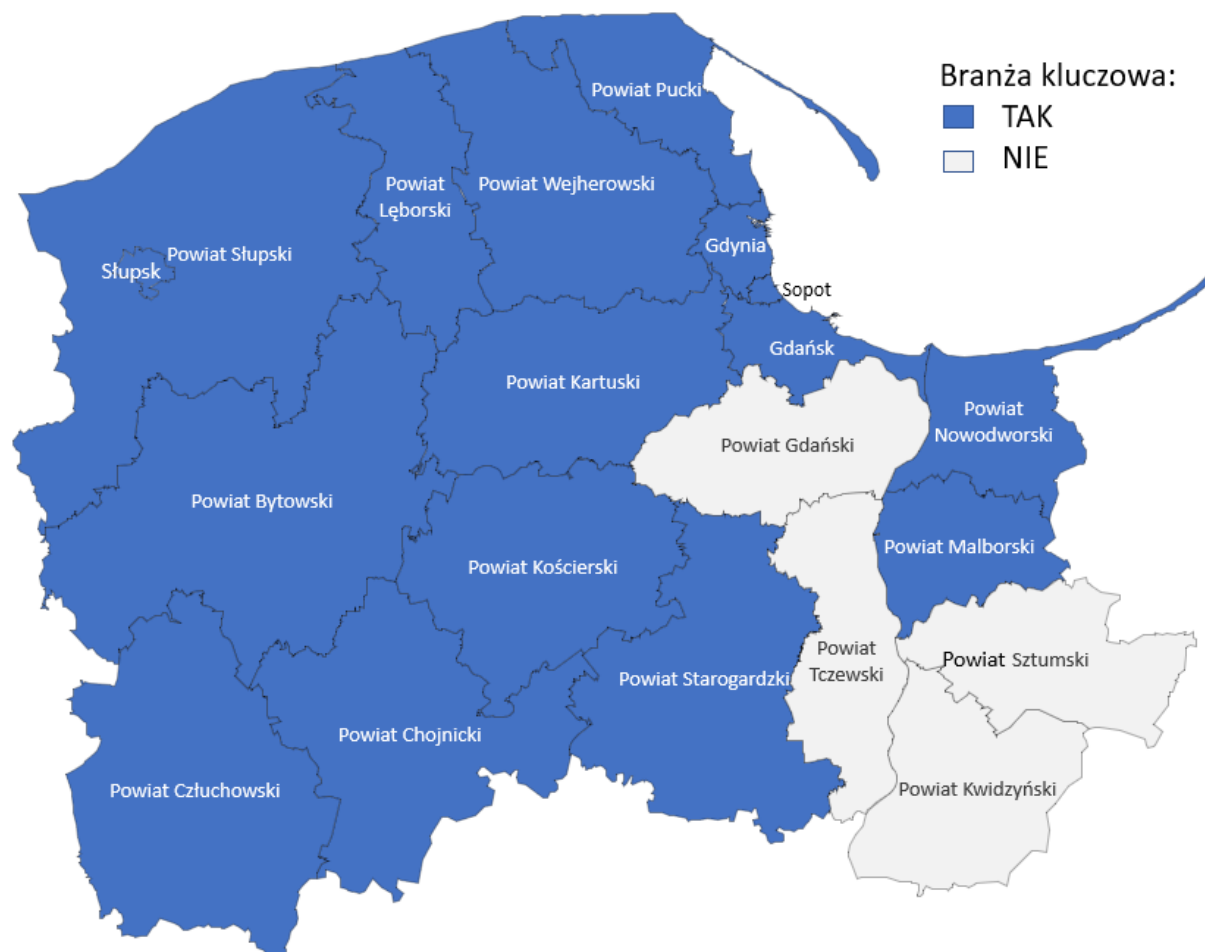 Branża kluczowa:
TAK
NIE
Powiat Pucki
Powiat
Lęborski
Powiat Wejherowski
Powiat Słupski
Słupsk
Gdynia
Sopot
Gdańsk
Powiat Kartuski
Powiat
Nowodworski
Powiat Gdański
Powiat Bytowski
Powiat Malborski
Powiat Kościerski
Powiat
Tczewski
Powiat Sztumski
Powiat Starogardzki
Powiat Chojnicki
Powiat Człuchowski
Powiat Kwidzyński